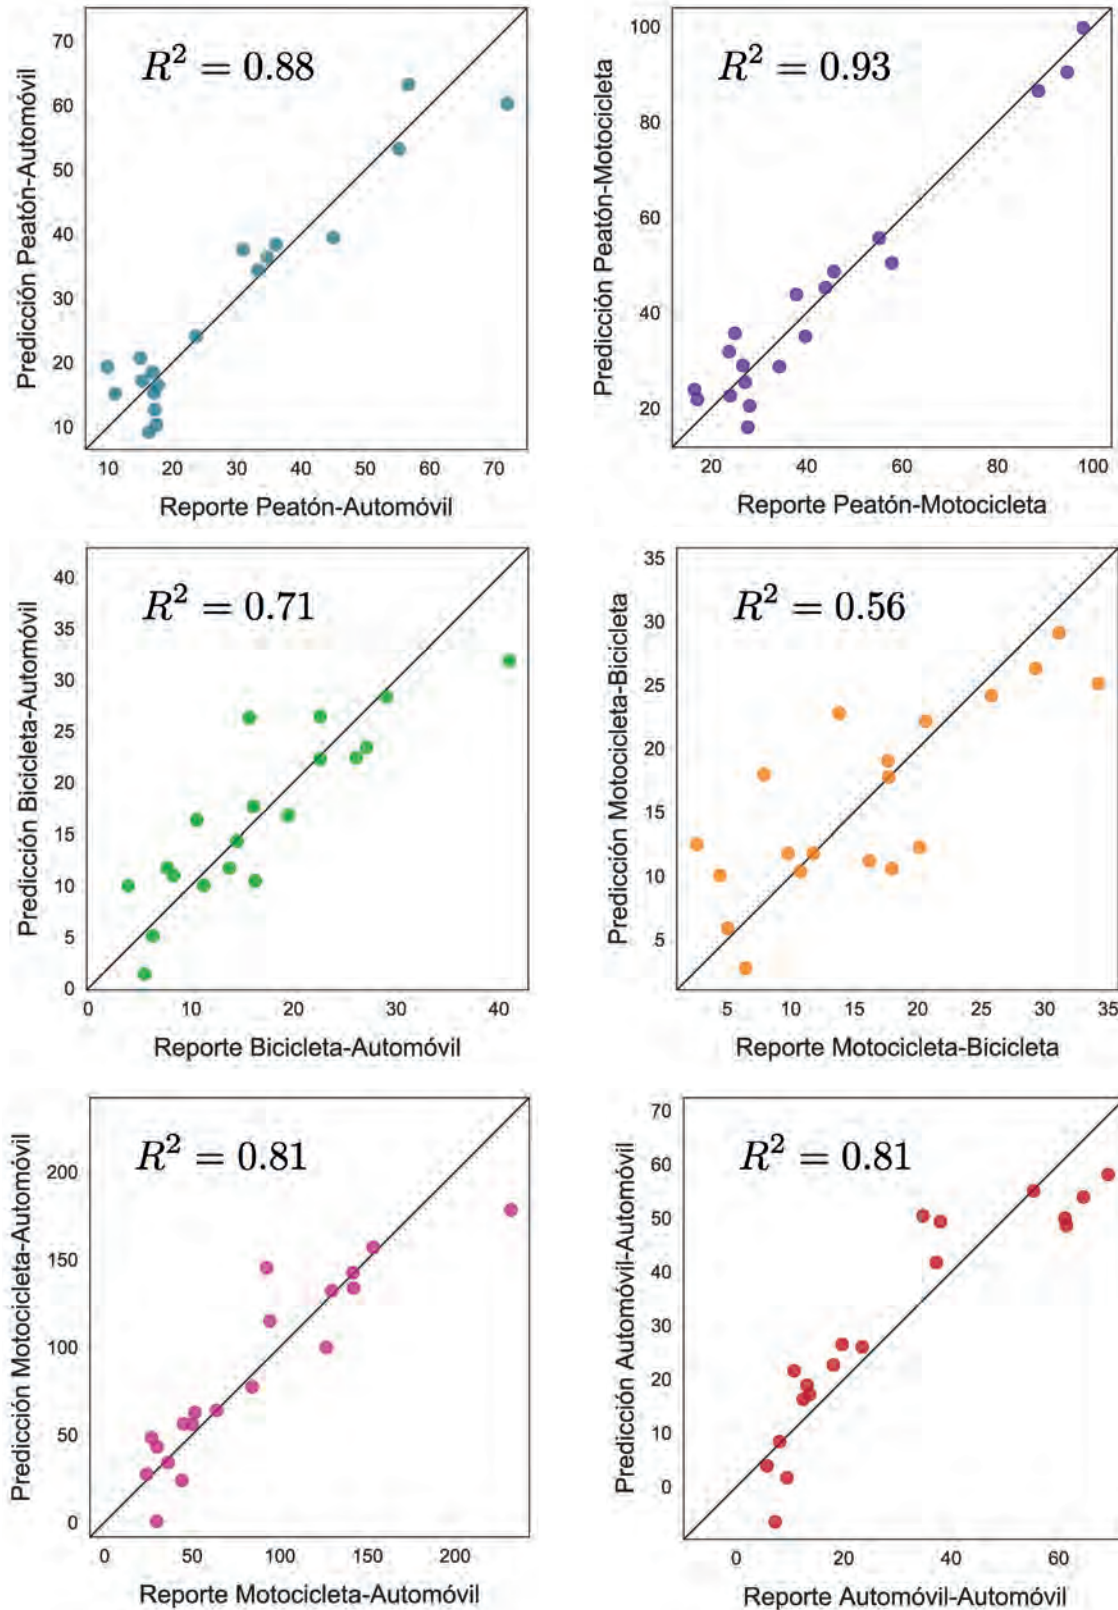 R² = 0.88
Predicción Peatón-Automóvil
70
60
50
40
30
20
10
10 20 30 40 50 60 70
Reporte Peatón-Automóvil
R² = 0.93
Predicción Peatón-Motocicleta
100
80
60
40
20
20 40 60 80 100
Reporte Peatón-Motocicleta
R² = 0.71
Predicción Bicicleta-Automóvil
40
35
30
25
20
15
10
5
0
0 10 20 30 40
Reporte Bicicleta-Automóvil
R² = 0.56
Predicción Motocicleta-Bicicleta
35
30
25
20
15
10
5
5 10 15 20 25 30 35
Reporte Motocicleta-Bicicleta
R² = 0.81
Predicción Motocicleta-Automóvil
200
150
100
50
0
0 50 100 150 200
Reporte Motocicleta-Automóvil
R² = 0.81
Predicción Automóvil-Automóvil
70
60
50
40
30
20
10
0
0 20 40 60
Reporte Automóvil-Automóvil